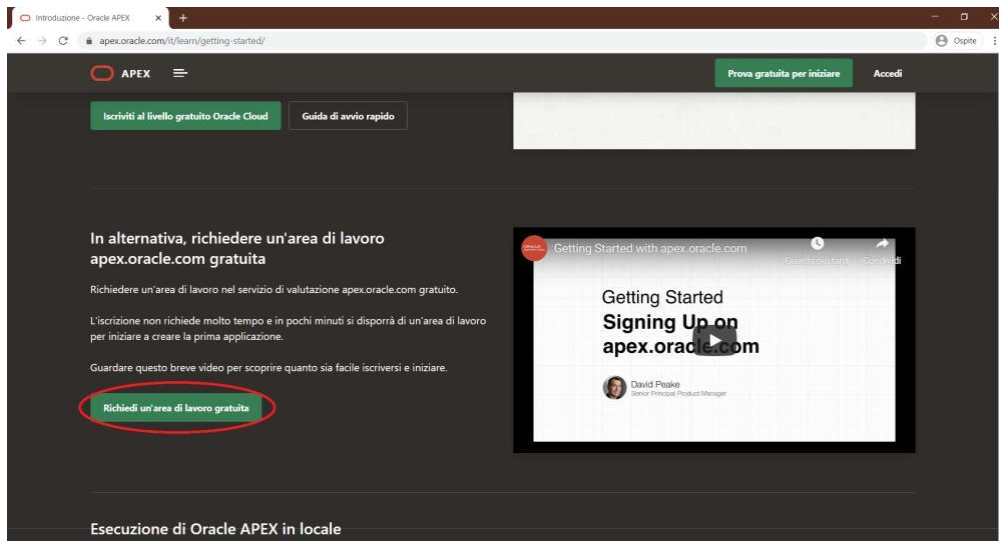 Introduzione - Oracle APEX
apex.oracle.com/it/learn/getting-started/
Ospite
APEX
Prova gratuita per iniziare
Accedi
Iscriviti al livello gratuito Oracle Cloud
Guida di avvio rapido
In alternativa, richiedere un'area di lavoro
apex.oracle.com gratuita
Richiedere un'area di lavoro nel servizio di valutazione apex.oracle.com gratuito.
L'iscrizione non richiede molto tempo e in pochi minuti si disporrà di un'area di lavoro
per iniziare a creare la prima applicazione.
Guardare questo breve video per scoprire quanto sia facile iscriversi e iniziare.
Richiedi un'area di lavoro gratuita
Getting Started with apex.oracle.com
Guarda più tardi
Condividi
Getting Started
Signing Up on
apex.oracle.com
David Peake
Senior Principal Product Manager
Esecuzione di Oracle APEX in locale